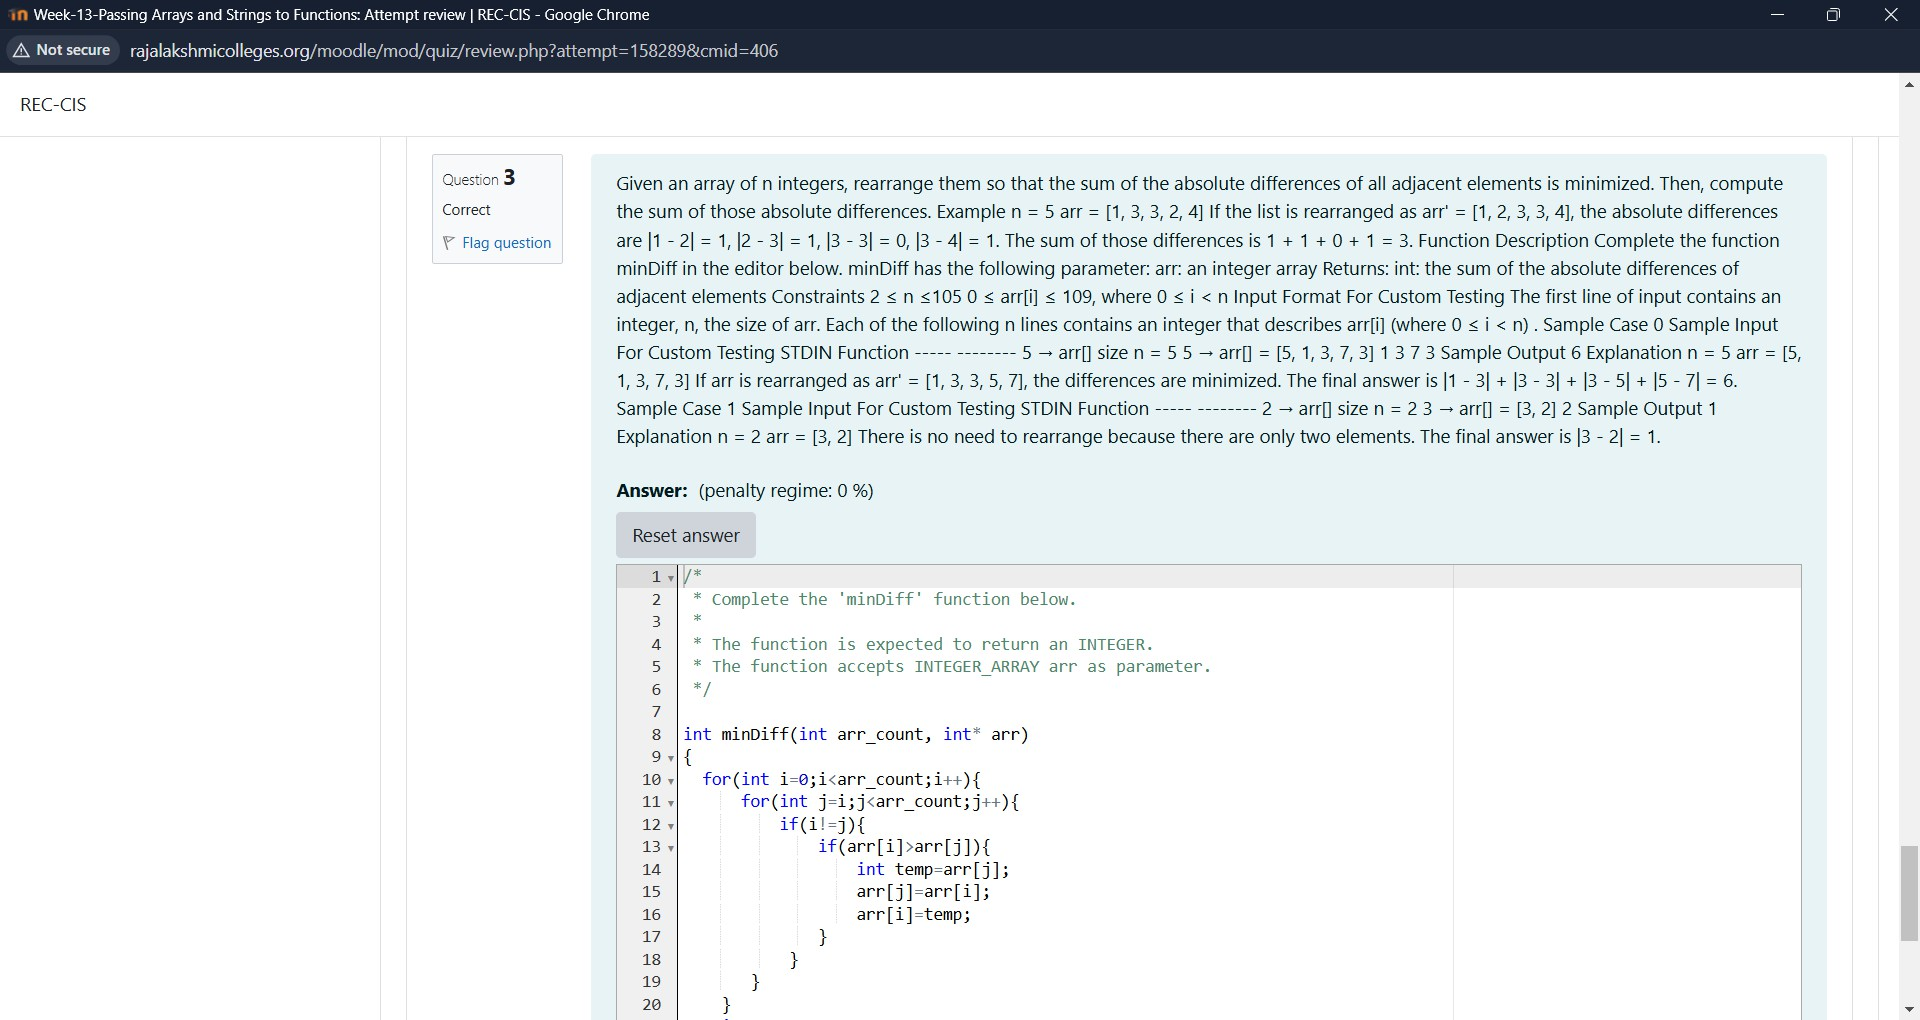 Week-13-Passing Arrays and Strings to Functions: Attempt review | REC-CIS - Google Chrome
Not secure rajalakshmicolleges.org/moodle/mod/quiz/review.php?attempt=158289&cmid=406
REC-CIS
Question 3
Correct
Flag question
Given an array of n integers, rearrange them so that the sum of the absolute differences of all adjacent elements is minimized. Then, compute
the sum of those absolute differences. Example n = 5 arr = [1, 3, 3, 2, 4] If the list is rearranged as arr' = [1, 2, 3, 3, 4], the absolute differences
are |1 - 2| = 1, |2 - 3| = 1, |3 - 3| = 0, |3 - 4| = 1. The sum of those differences is 1 + 1 + 0 + 1 = 3. Function Description Complete the function
minDiff in the editor below. minDiff has the following parameter: arr: an integer array Returns: int: the sum of the absolute differences of
adjacent elements Constraints 2 ≤ n ≤105 0 ≤ arr[i] ≤ 109, where 0 ≤ i < n Input Format For Custom Testing The first line of input contains an
integer, n, the size of arr. Each of the following n lines contains an integer that describes arr[i] (where 0 ≤ i < n) . Sample Case 0 Sample Input
For Custom Testing STDIN Function ----- -------- 5 → arr[] size n = 5 5 → arr[] = [5, 1, 3, 7, 3] 1 3 7 3 Sample Output 6 Explanation n = 5 arr = [5,
1, 3, 7, 3] If arr is rearranged as arr' = [1, 3, 3, 5, 7], the differences are minimized. The final answer is |1 - 3| + |3 - 3| + |3 - 5| + |5 - 7| = 6.
Sample Case 1 Sample Input For Custom Testing STDIN Function ----- -------- 2 → arr[] size n = 2 3 → arr[] = [3, 2] 2 Sample Output 1
Explanation n = 2 arr = [3, 2] There is no need to rearrange because there are only two elements. The final answer is |3 - 2| = 1.
Answer: (penalty regime: 0 %)
Reset answer
1 /*
2 * Complete the 'minDiff' function below.
3 *
4 * The function is expected to return an INTEGER.
5 * The function accepts INTEGER_ARRAY arr as parameter.
6 */
7
8 int minDiff(int arr_count, int* arr)
9 {
10 for(int i=0;i<arr_count;i++){
11 for(int j=i;j<arr_count;j++){
12 if(i!=j){
13 if(arr[i]>arr[j]){
14 int temp=arr[j];
15 arr[j]=arr[i];
16 arr[i]=temp;
17 }
18 }
19 }
20 }